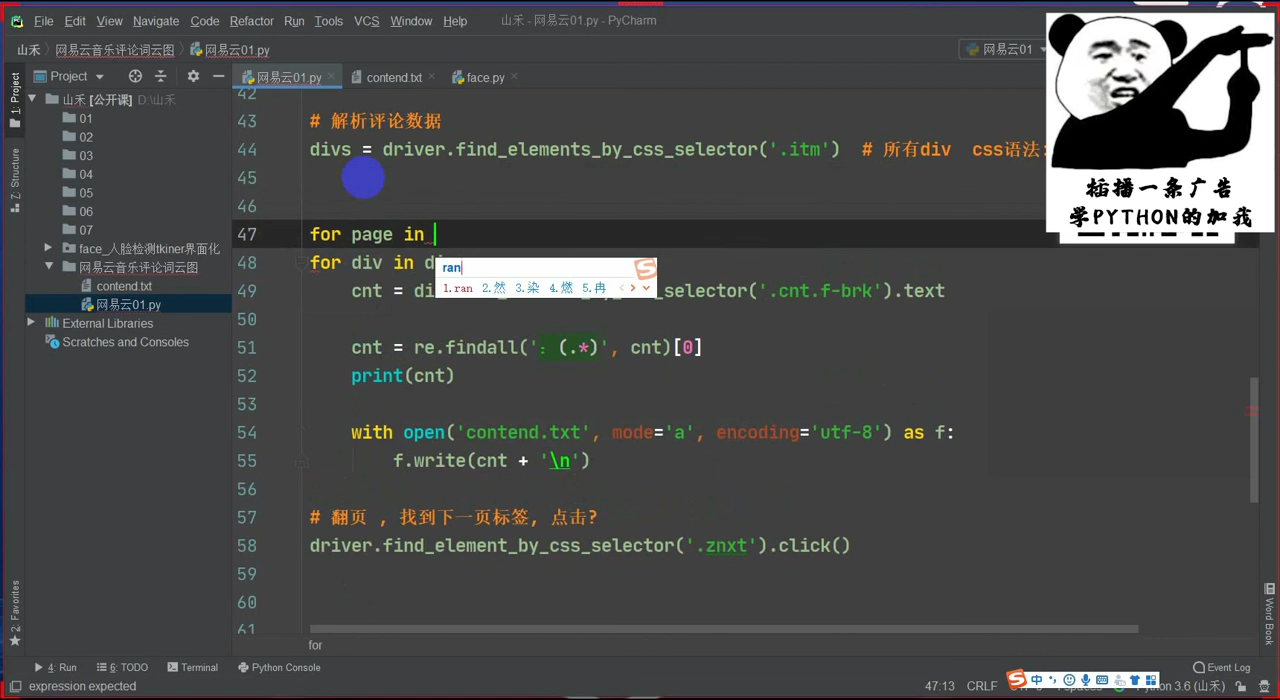 File Edit View Navigate Code Refactor Run Tools VCS Window Help 山禾 - 网易云01.py - PyCharm
山禾 网易云音乐评论词云图 网易云01.py 网易云01
Project 网易云01.py contend.txt face.py
1: Project
山禾 [公开课] D:\山禾
01
02
03
04
05
06
07
face_人脸检测tkiner界面化
网易云音乐评论词云图
contend.txt
网易云01.py
External Libraries
Scratches and Consoles
Z: Structure
2: Favorites
42
43 # 解析评论数据
44 divs = driver.find_elements_by_css_selector('.itm') # 所有div css语法:
45
46
47 for page in
48 for div in d
ran
1.ran 2.然 3.染 4.燃 5.冉
49 cnt = di _selector('.cnt.f-brk').text
50
51 cnt = re.findall('：(.*)', cnt)[0]
52 print(cnt)
53
54 with open('contend.txt', mode='a', encoding='utf-8') as f:
55 f.write(cnt + '\n')
56
57 # 翻页 , 找到下一页标签, 点击?
58 driver.find_element_by_css_selector('.znxt').click()
59
60
61
for
插播一条广告
学PYTHON的加我
Word Book
4: Run 6: TODO Terminal Python Console Event Log
expression expected 47:13 CRLF Python 3.6 (山禾)
中